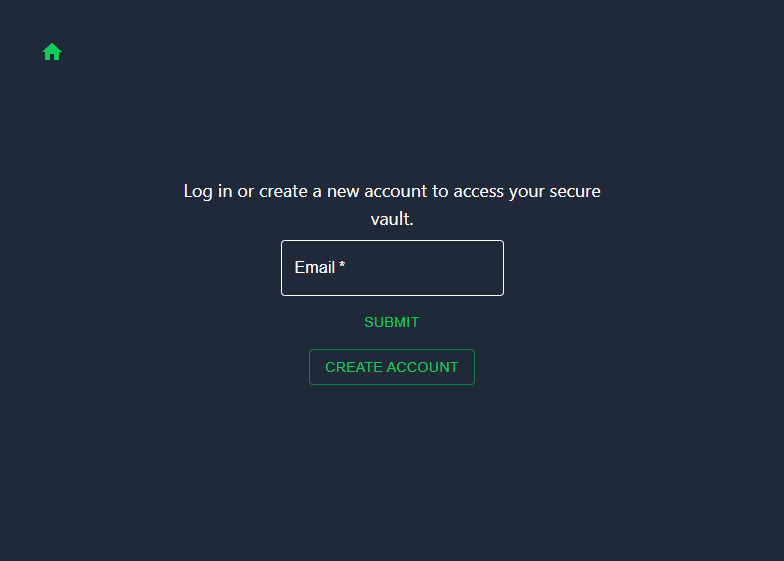 Log in or create a new account to access your secure
vault.
Email *
SUBMIT
CREATE ACCOUNT